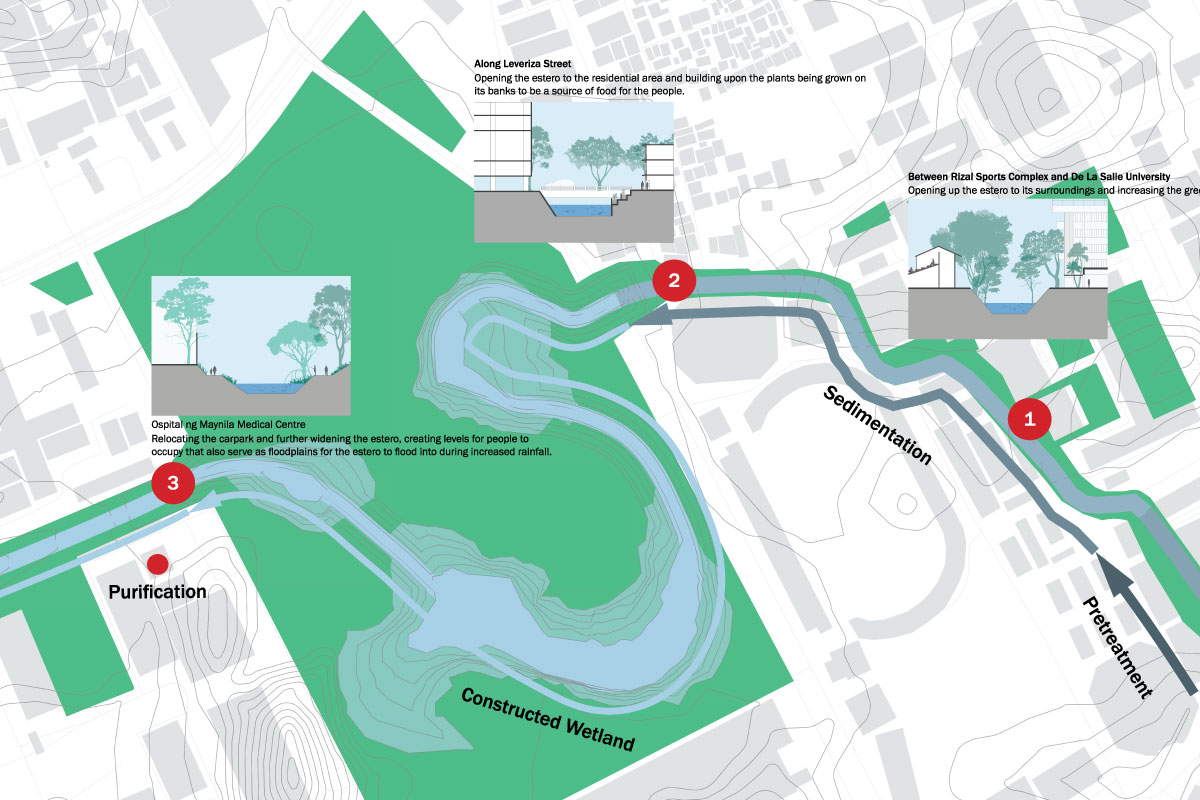 Along Leveriza Street
Opening the estero to the residential area and building upon the plants being grown on
its banks to be a source of food for the people.
Between Rizal Sports Complex and De La Salle University
Opening up the estero to its surroundings and increasing the
2
1
Sedimentation
Ospital ng Maynila Medical Centre
Relocating the carpark and further widening the estero, creating levels for people to
occupy that also serve as floodplains for the estero to flood into during increased rainfall.
3
Purification
Pretreatment
Constructed Wetland